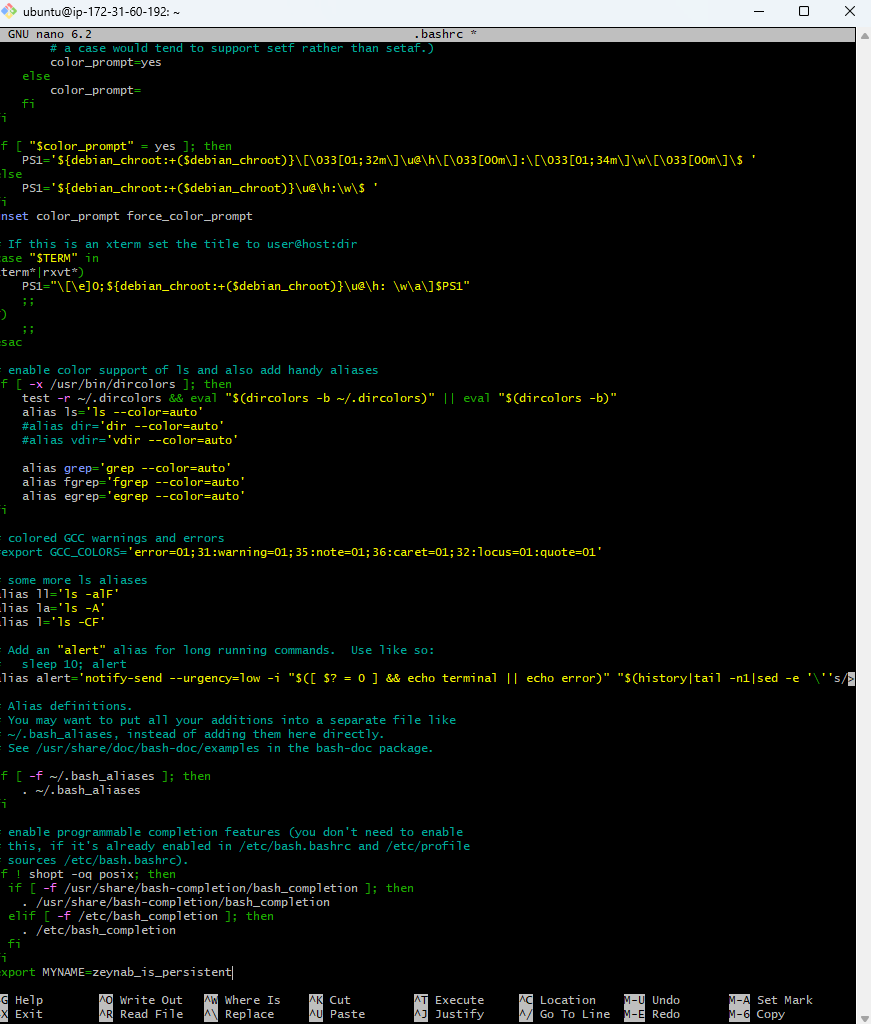 ubuntu@ip-172-31-60-192: ~
GNU nano 6.2 .bashrc *
# a case would tend to support setf rather than setaf.)
color_prompt=yes
else
color_prompt=
fi
i
f [ "$color_prompt" = yes ]; then
PS1='${debian_chroot:+($debian_chroot)}\[\033[01;32m\]\u@\h\[\033[00m\]:\[\033[01;34m\]\w\[\033[00m\]\$ '
lse
PS1='${debian_chroot:+($debian_chroot)}\u@\h:\w\$ '
i
nset color_prompt force_color_prompt
# If this is an xterm set the title to user@host:dir
case "$TERM" in
xterm*|rxvt*)
PS1="\[\e]0;${debian_chroot:+($debian_chroot)}\u@\h: \w\a\]$PS1"
;;
*)
;;
esac
# enable color support of ls and also add handy aliases
f [ -x /usr/bin/dircolors ]; then
test -r ~/.dircolors && eval "$(dircolors -b ~/.dircolors)" || eval "$(dircolors -b)"
alias ls='ls --color=auto'
#alias dir='dir --color=auto'
#alias vdir='vdir --color=auto'
alias grep='grep --color=auto'
alias fgrep='fgrep --color=auto'
alias egrep='egrep --color=auto'
i
# colored GCC warnings and errors
#export GCC_COLORS='error=01;31:warning=01;35:note=01;36:caret=01;32:locus=01:quote=01'
# some more ls aliases
alias ll='ls -alF'
alias la='ls -A'
alias l='ls -CF'
# Add an "alert" alias for long running commands.  Use like so:
#   sleep 10; alert
alias alert='notify-send --urgency=low -i "$([ $? = 0 ] && echo terminal || echo error)" "$(history|tail -n1|sed -e '\''s/>
# Alias definitions.
# You may want to put all your additions into a separate file like
# ~/.bash_aliases, instead of adding them here directly.
# See /usr/share/doc/bash-doc/examples in the bash-doc package.
f [ -f ~/.bash_aliases ]; then
. ~/.bash_aliases
i
# enable programmable completion features (you don't need to enable
# this, if it's already enabled in /etc/bash.bashrc and /etc/profile
# sources /etc/bash.bashrc).
f ! shopt -oq posix; then
if [ -f /usr/share/bash-completion/bash_completion ]; then
. /usr/share/bash-completion/bash_completion
elif [ -f /etc/bash_completion ]; then
. /etc/bash_completion
fi
i
export MYNAME=zeynab_is_persistent
G Help ^O Write Out ^W Where Is ^K Cut ^T Execute ^C Location M-U Undo M-A Set Mark
X Exit ^R Read File ^\ Replace ^U Paste ^J Justify ^/ Go To Line M-E Redo M-6 Copy